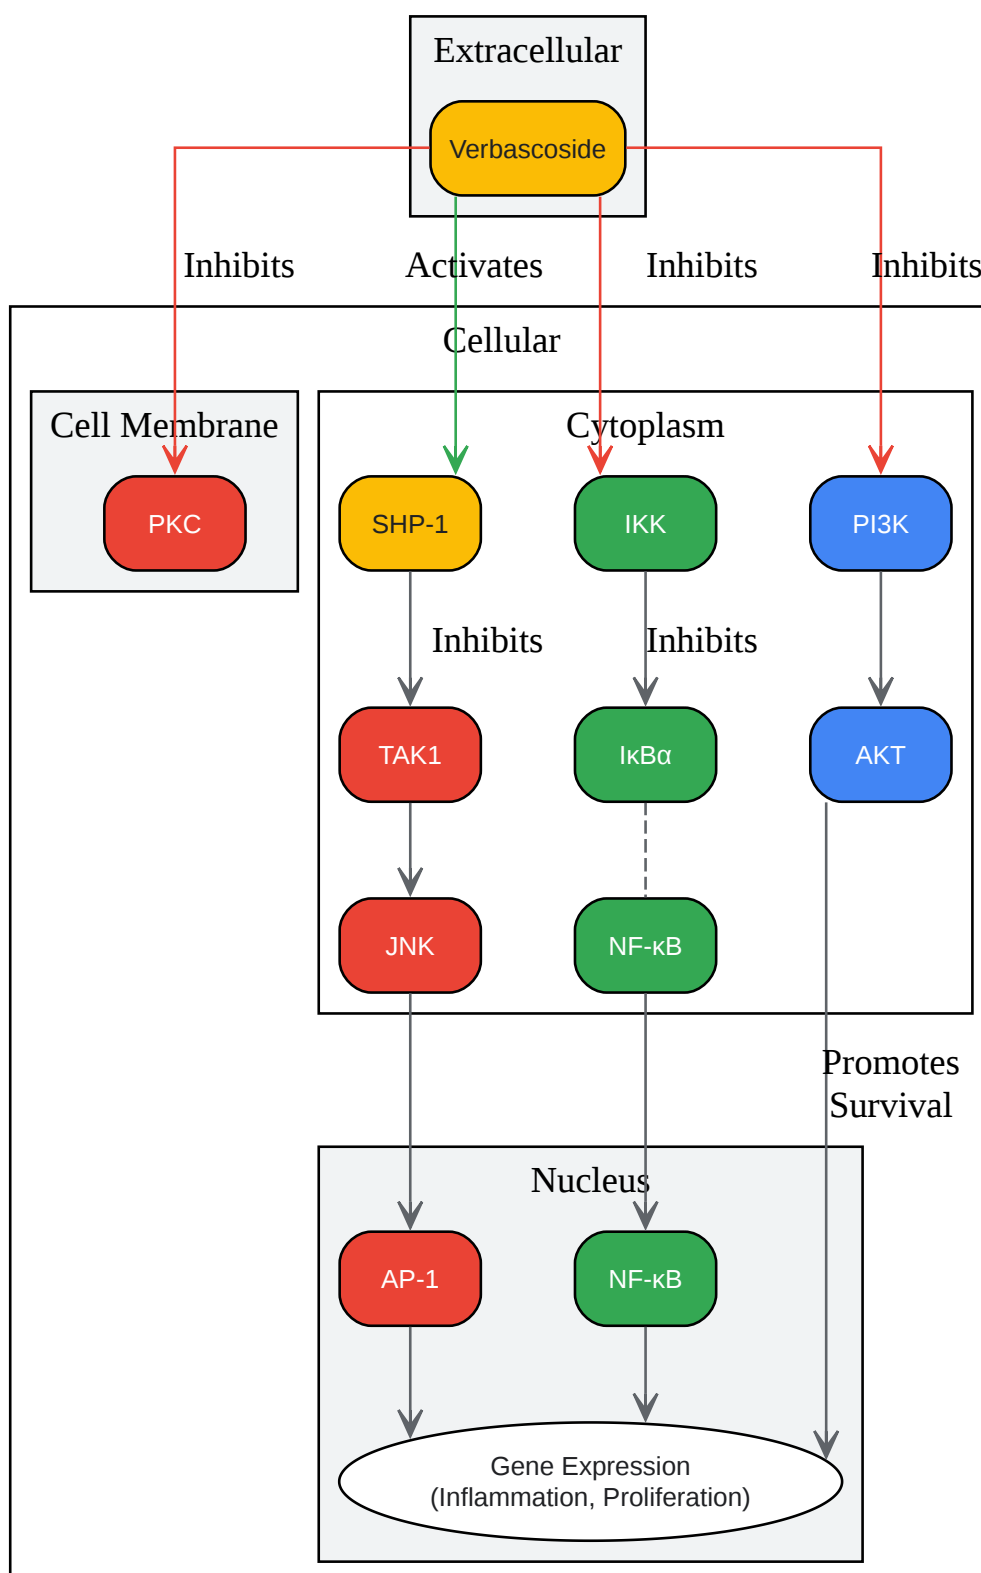 Extracellular
Verbascoside
Inhibits
Activates
Inhibits
Inhibits
Cellular
Cell Membrane
Cytoplasm
PKC
SHP-1
IKK
PI3K
Inhibits
Inhibits
TAK1
IκBα
AKT
JNK
NF-κB
Promotes
Survival
Nucleus
AP-1
NF-κB
Gene Expression
(Inflammation, Proliferation)